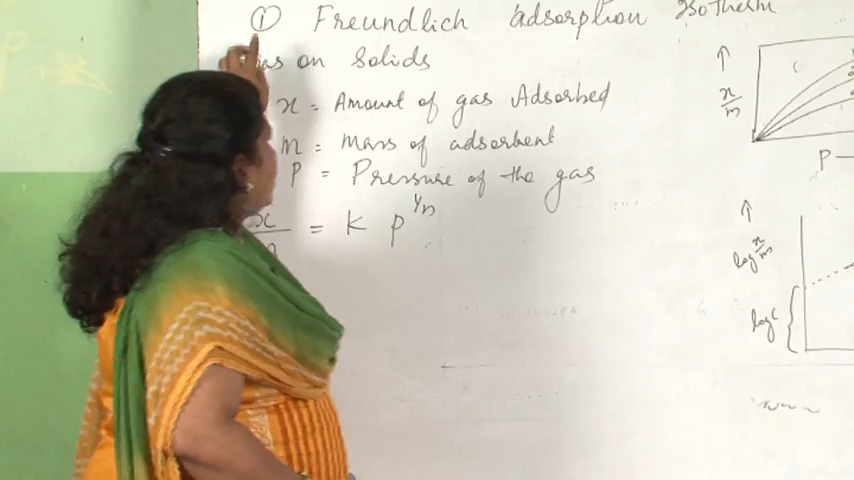 ① Freundlich adsorption Isotherm
gas on Solids
x = Amount of gas Adsorbed
m = mass of adsorbent
P = Pressure of the gas
x/m = K P^1/n
↑
x/m
P —
↑
log x/m
log c